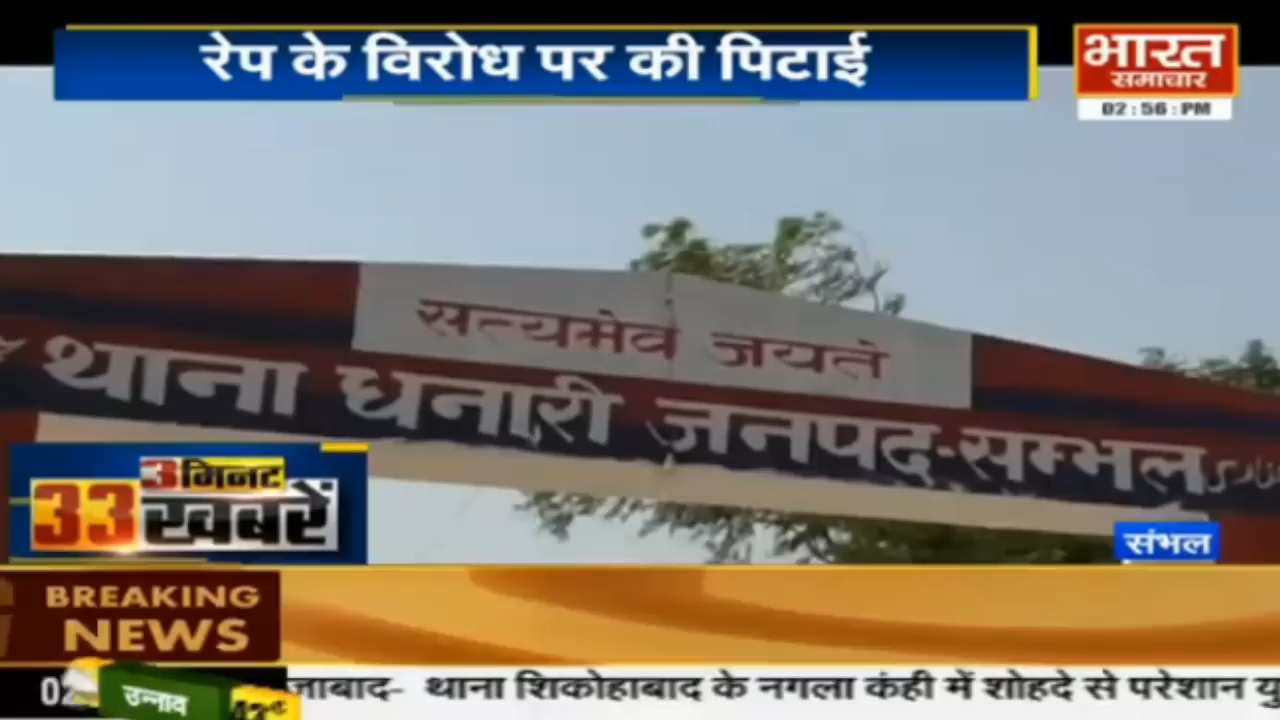 रेप के विरोध पर की पिटाई
भारत
समाचार
02:56:PM
सत्यमेव जयते
थाना धनारी जनपद-सम्भल
3 मिनट
33 खबरें
संभल
BREAKING
NEWS
02
उन्नाव
थाना शिकोहाबाद के नगला कंही में शोहदे से परेशान